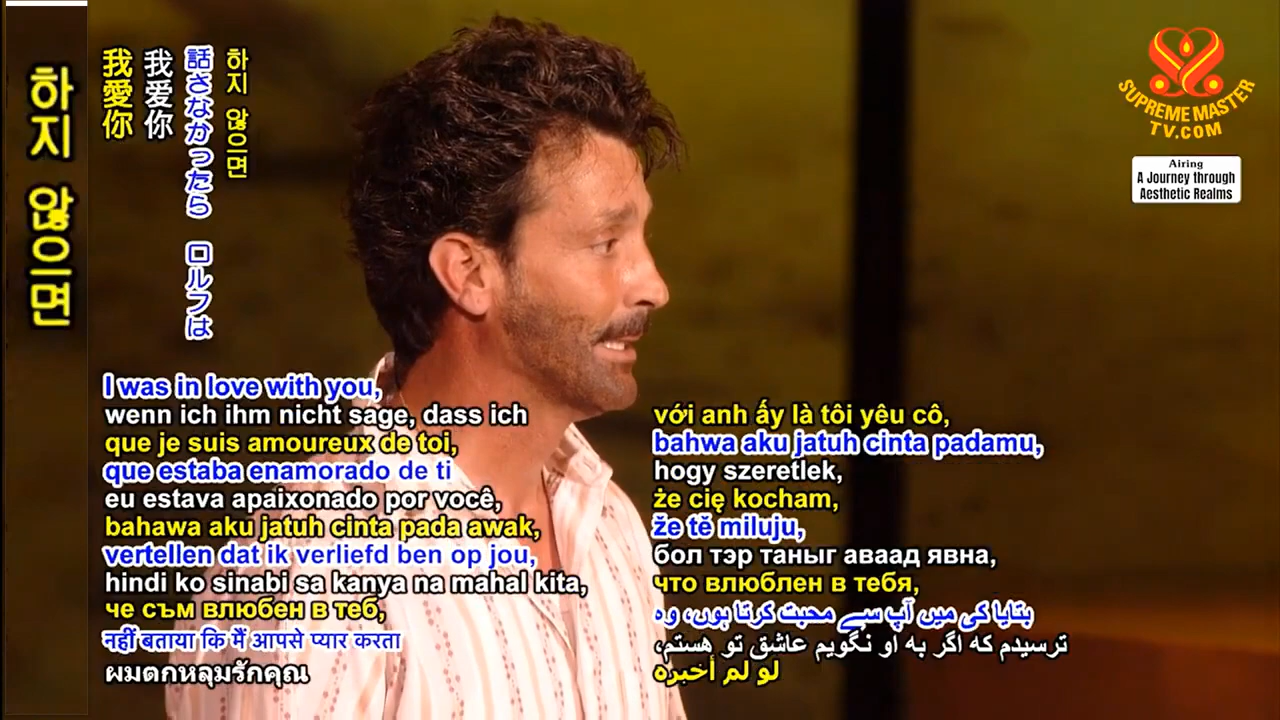 하지 않으면
我愛你
我爱你
話さなかったら ロルフは
하지 않으면
SUPREME MASTER
TV.COM
Airing
A Journey through
Aesthetic Realms
I was in love with you,
wenn ich ihm nicht sage, dass ich
que je suis amoureux de toi,
que estaba enamorado de ti
eu estava apaixonado por você,
bahawa aku jatuh cinta pada awak,
vertellen dat ik verliefd ben op jou,
hindi ko sinabi sa kanya na mahal kita,
че съм влюбен в теб,
नहीं बताया कि मैं आपसे प्यार करता
ผมตกหลุมรักคุณ
với anh ấy là tôi yêu cô,
bahwa aku jatuh cinta padamu,
hogy szeretlek,
że cię kocham,
že tě miluju,
бол тэр таныг аваад явна,
что влюблен в тебя,
بتایا کی میں آپ سے محبت کرتا ہوں، وہ
ترسیدم که اگر به او نگویم عاشق تو هستم،
لو لم أخبره